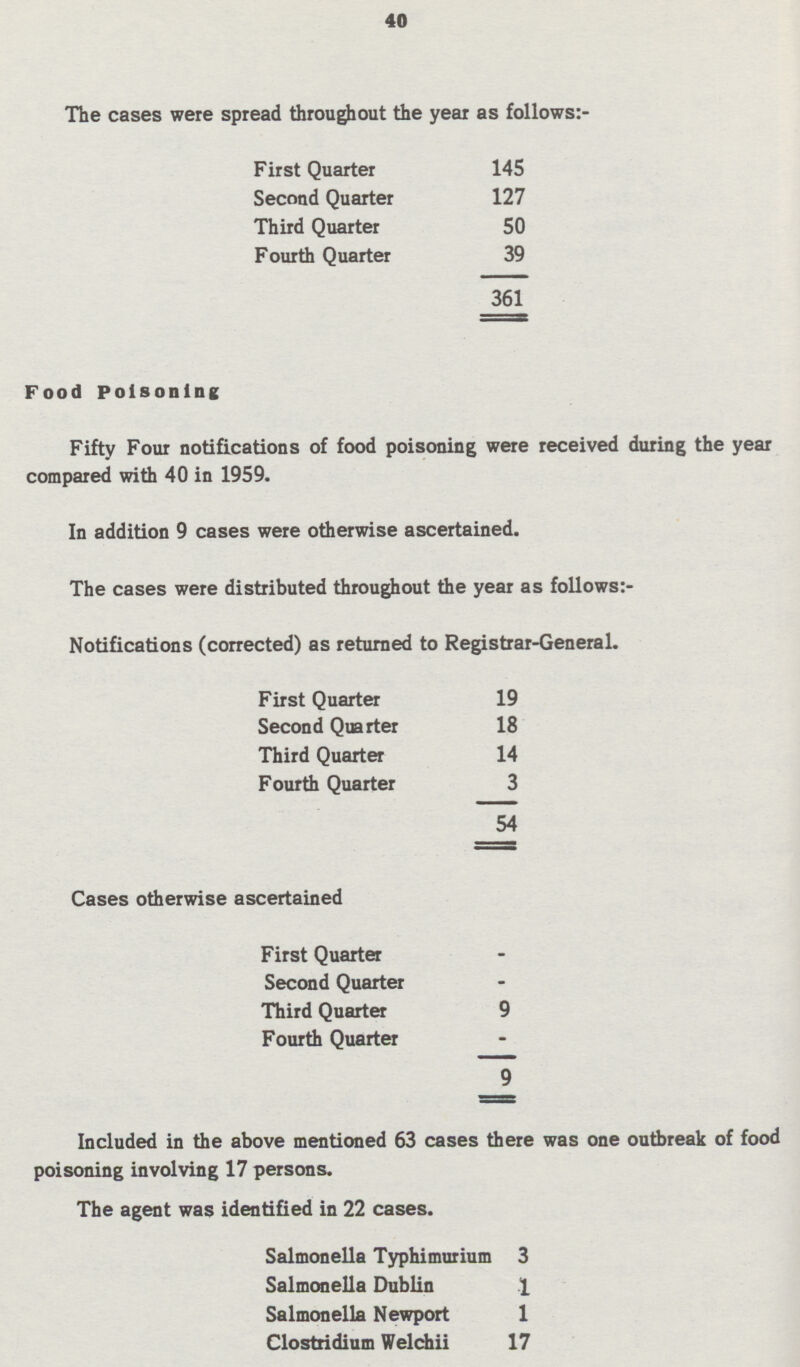 40
The cases were spread throughout the year as follows:-
First Quarter 145
Second Quarter 127
Third Quarter 50
Fourth Quarter 39
361
Food Poisoning
Fifty Four notifications of food poisoning were received during the year
compared with 40 in 1959.
In addition 9 cases were otherwise ascertained.
The cases were distributed throughout the year as follows:-
Notifications (corrected) as returned to Registrar-General.
First Quarter 19
Second Quarter 18
Third Quarter 14
Fourth Quarter 3
54
Cases otherwise ascertained
First Quarter -
Second Quarter -
Third Quarter 9
Fourth Quarter -
9
Included in the above mentioned 63 cases there was one outbreak of food
poisoning involving 17 persons.
The agent was identified in 22 cases.
Salmonella Typhimurium 3
Salmonella Dublin 1
Salmonella Newport 1
Clostridium Welchii 17